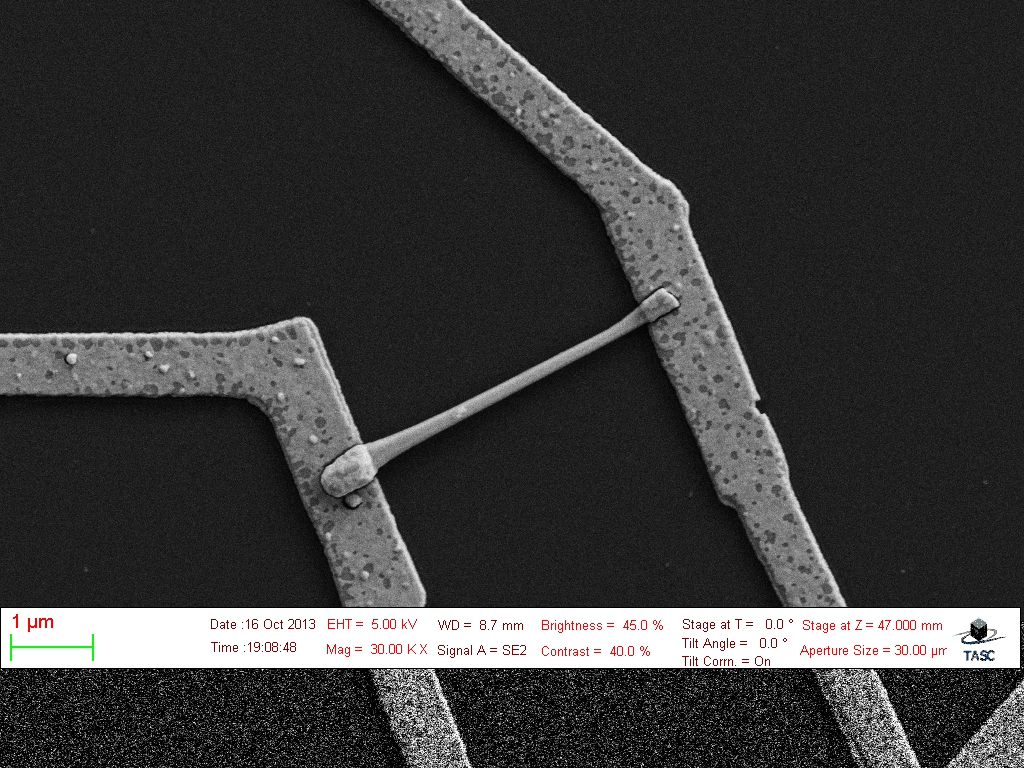 1 µm
Date :16 Oct 2013 EHT = 5.00 kV WD = 8.7 mm Brightness = 45.0 % Stage at T = 0.0 ° Stage at Z = 47.000 mm
Time :19:08:48 Mag = 30.00 K X Signal A = SE2 Contrast = 40.0 % Tilt Angle = 0.0 ° Aperture Size = 30.00 µm
Tilt Corrn. = On
TASC